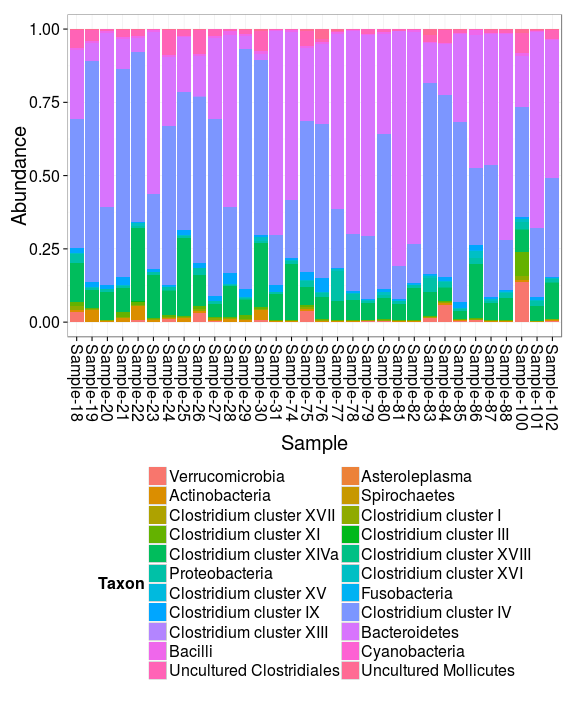 1.00
0.75
0.50
0.25
0.00
Abundance
Sample-18
Sample-19
Sample-20
Sample-21
Sample-22
Sample-23
Sample-24
Sample-25
Sample-26
Sample-27
Sample-28
Sample-29
Sample-30
Sample-31
Sample-74
Sample-75
Sample-76
Sample-77
Sample-78
Sample-79
Sample-80
Sample-81
Sample-82
Sample-83
Sample-84
Sample-85
Sample-86
Sample-87
Sample-88
Sample-100
Sample-101
Sample-102
Sample
Taxon
Verrucomicrobia Asteroleplasma
Actinobacteria Spirochaetes
Clostridium cluster XVII Clostridium cluster I
Clostridium cluster XI Clostridium cluster III
Clostridium cluster XIVa Clostridium cluster XVIII
Proteobacteria Clostridium cluster XVI
Clostridium cluster XV Fusobacteria
Clostridium cluster IX Clostridium cluster IV
Clostridium cluster XIII Bacteroidetes
Bacilli Cyanobacteria
Uncultured Clostridiales Uncultured Mollicutes